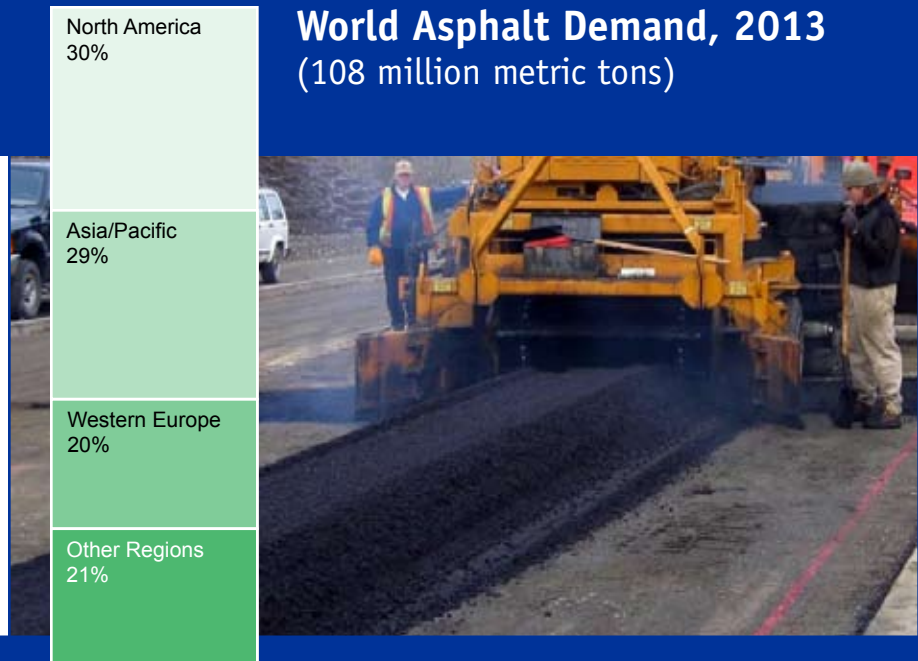 World Asphalt Demand, 2013
(108 million metric tons)
North America
30%
Asia/Pacific
29%
Western Europe
20%
Other Regions
21%